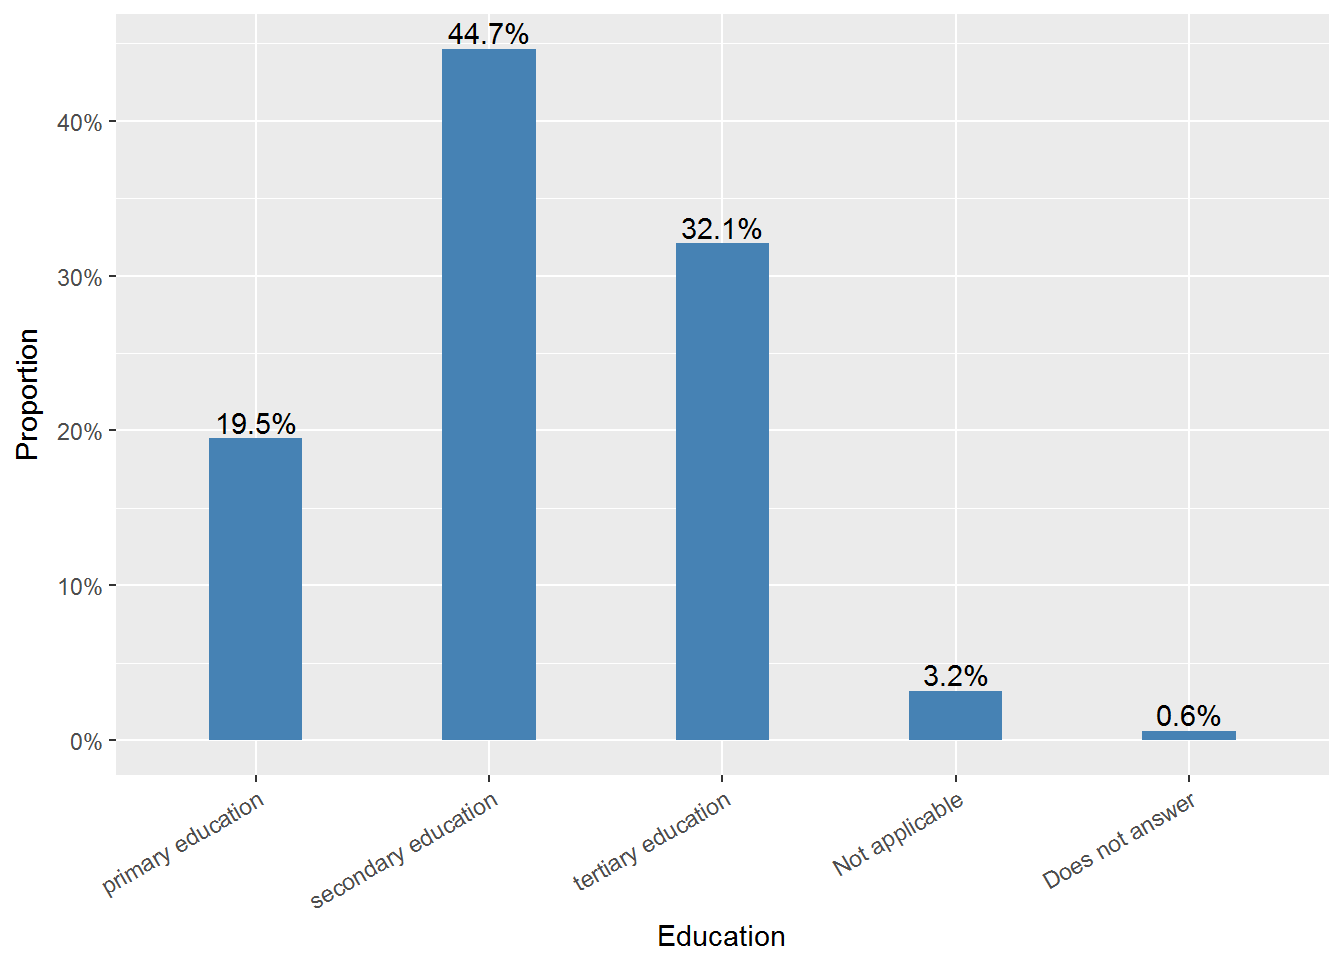 44.7%
40%
32.1%
30%
Proportion
19.5%
20%
10%
3.2%
0.6%
0%
primary education
secondary education
tertiary education
Not applicable
Does not answer
Education